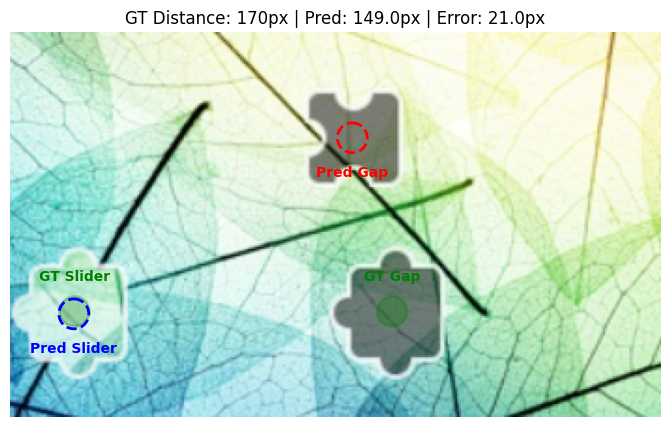 GT Distance: 170px | Pred: 149.0px | Error: 21.0px
Pred Gap
GT Slider
GT Gap
Pred Slider